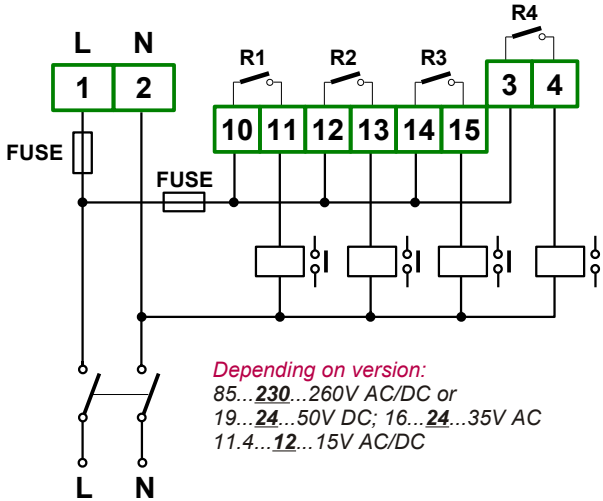 R4
L N
R1 R2 R3
1 2
3 4
10 11 12 13 14 15
FUSE
FUSE
Depending on version:
85...230...260V AC/DC or
19...24...50V DC; 16...24...35V AC
11.4...12...15V AC/DC
L N